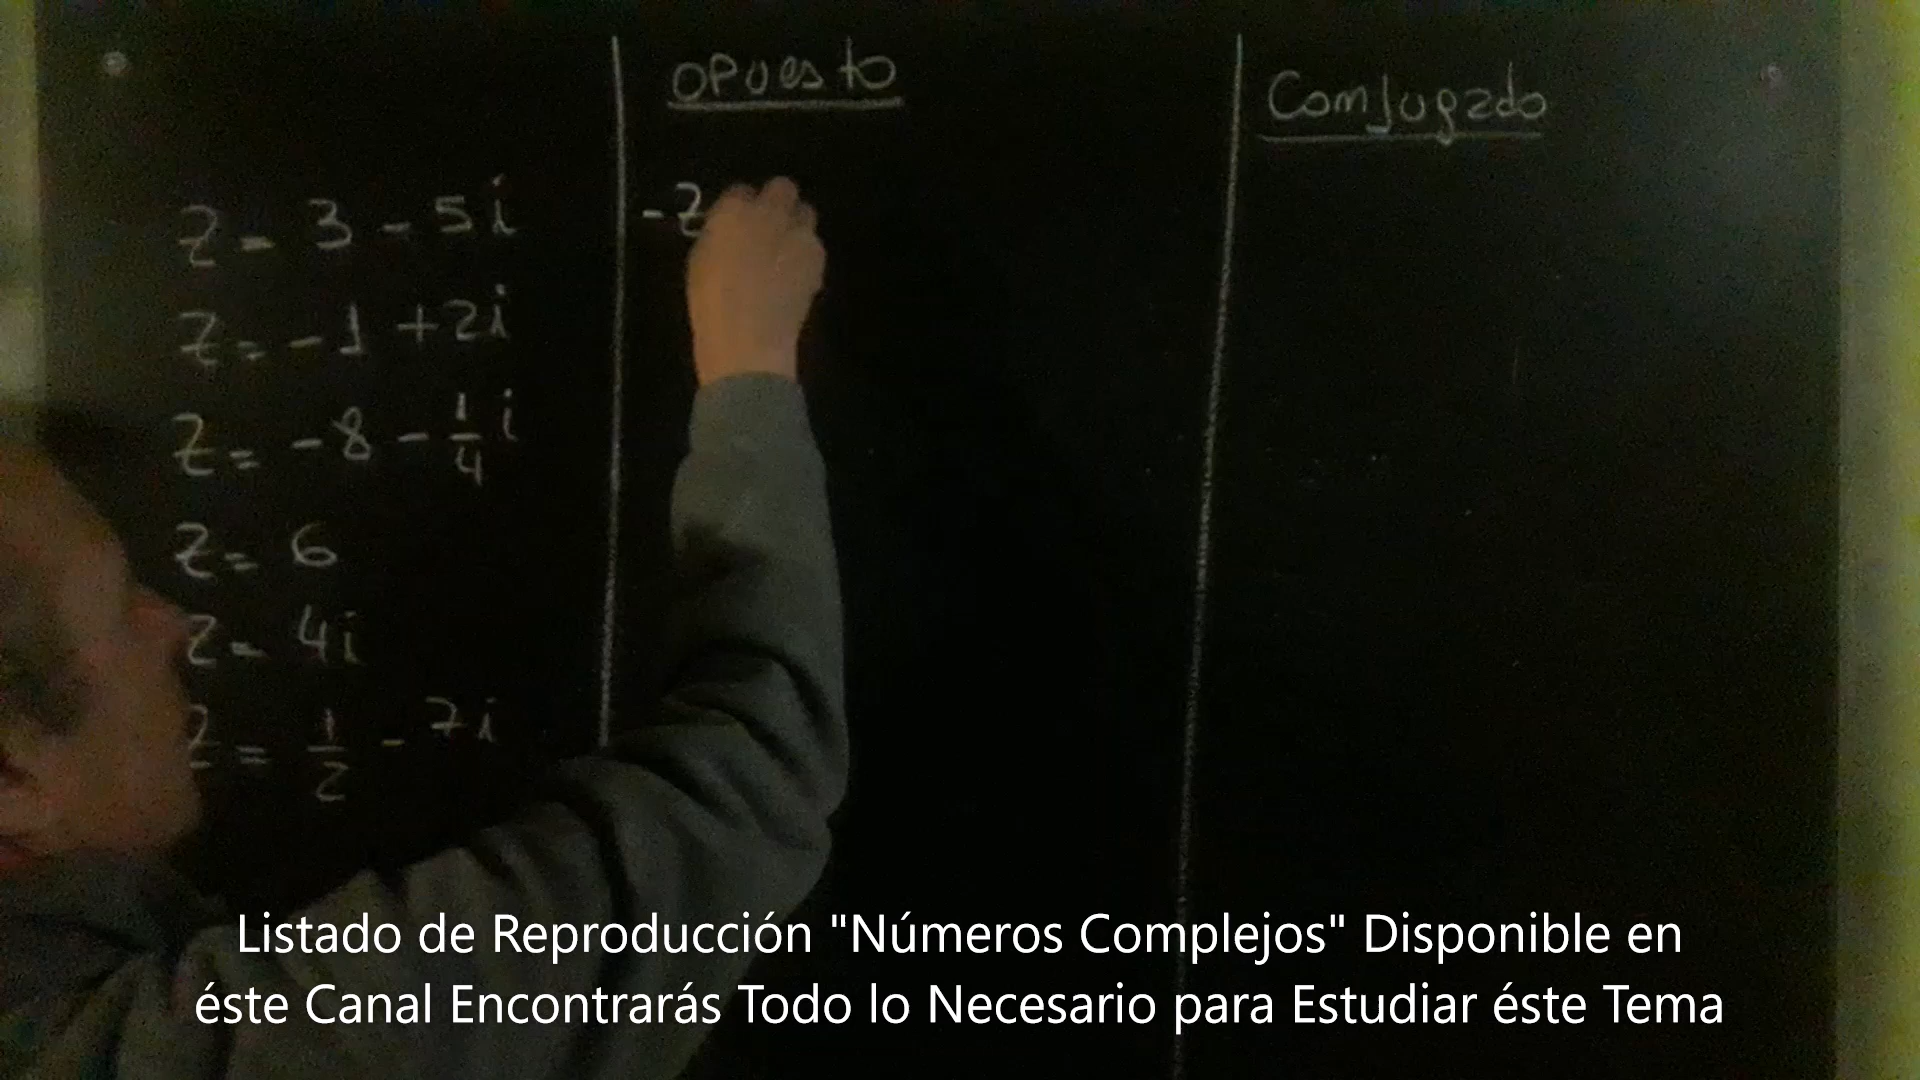 opuesto
Conjugado
z = 3 - 5i
-z
z = -1 + 2i
z = -8 - 1/4 i
z = 6
z = 4i
z = 1/2 - 7i
Listado de Reproducción "Números Complejos" Disponible en
éste Canal Encontrarás Todo lo Necesario para Estudiar éste Tema